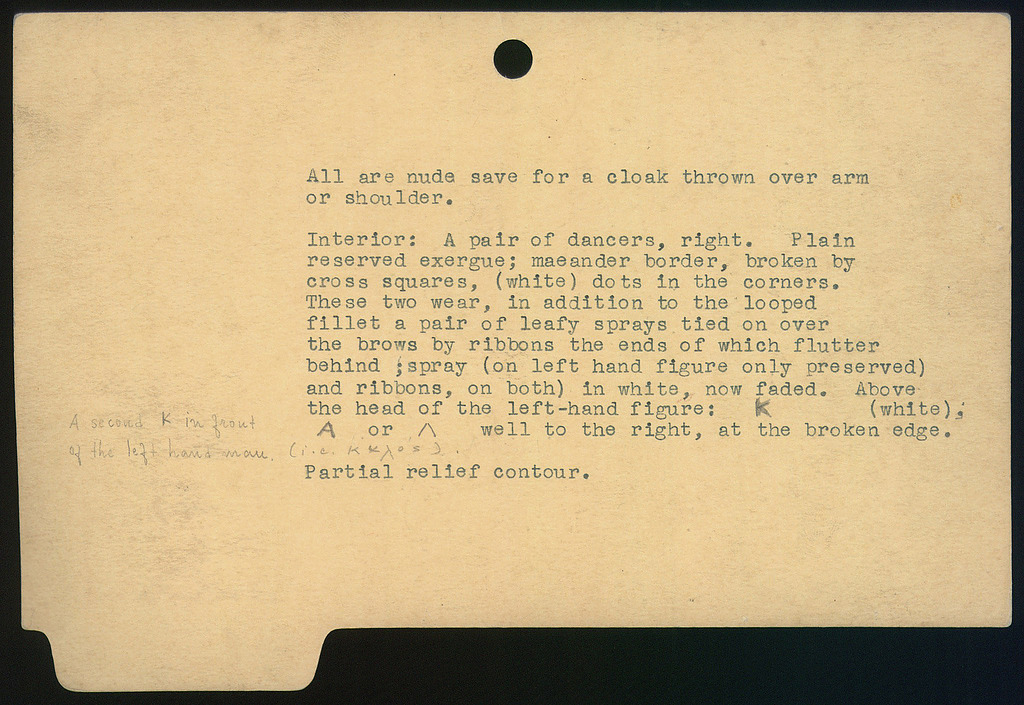 All are nude save for a cloak thrown over arm
or shoulder.
Interior: A pair of dancers, right. Plain
reserved exergue; maeander border, broken by
cross squares, (white) dots in the corners.
These two wear, in addition to the looped
fillet a pair of leafy sprays tied on over
the brows by ribbons the ends of which flutter
behind ;spray (on left hand figure only preserved)
and ribbons, on both) in white, now faded. Above
the head of the left-hand figure: K (white);
A or Λ well to the right, at the broken edge.
A second K in front
of the left hand man. (i.e. κκλος).
Partial relief contour.